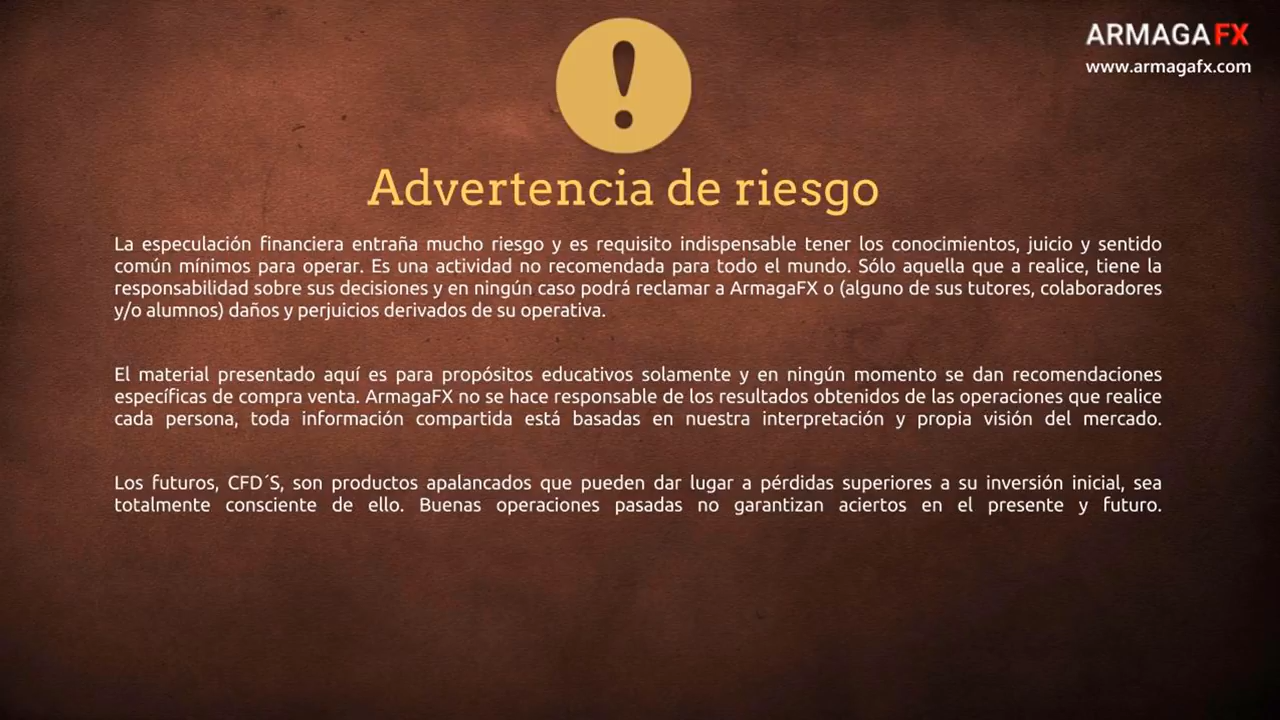 ARMAGAFX
www.armagafx.com
!
Advertencia de riesgo
La especulación financiera entraña mucho riesgo y es requisito indispensable tener los conocimientos, juicio y sentido
común mínimos para operar. Es una actividad no recomendada para todo el mundo. Sólo aquella que a realice, tiene la
responsabilidad sobre sus decisiones y en ningún caso podrá reclamar a ArmagaFX o (alguno de sus tutores, colaboradores
y/o alumnos) daños y perjuicios derivados de su operativa.
El material presentado aquí es para propósitos educativos solamente y en ningún momento se dan recomendaciones
específicas de compra venta. ArmagaFX no se hace responsable de los resultados obtenidos de las operaciones que realice
cada persona, toda información compartida está basadas en nuestra interpretación y propia visión del mercado.
Los futuros, CFD´S, son productos apalancados que pueden dar lugar a pérdidas superiores a su inversión inicial, sea
totalmente consciente de ello. Buenas operaciones pasadas no garantizan aciertos en el presente y futuro.